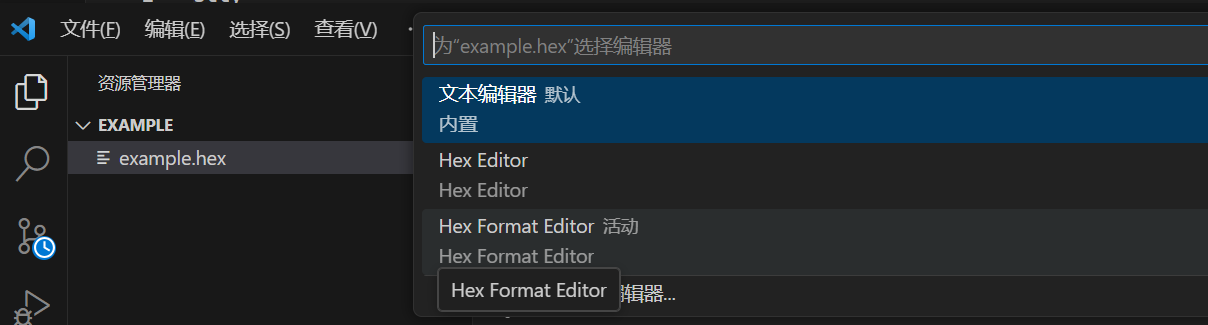 文件(F) 编辑(E) 选择(S) 查看(V)
资源管理器
EXAMPLE
example.hex
为“example.hex”选择编辑器
文本编辑器 默认
内置
Hex Editor
Hex Editor
Hex Format Editor 活动
Hex Format Editor
Hex Format Editor
编辑器...